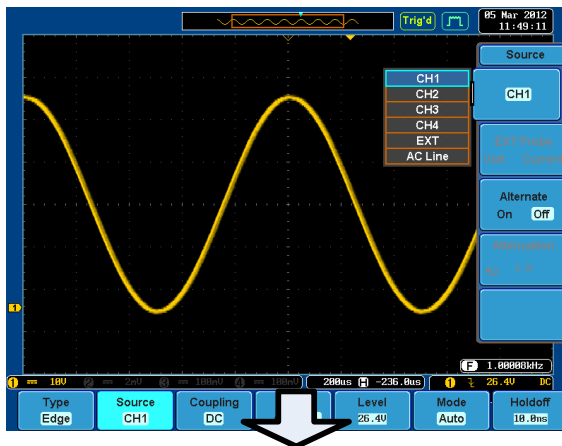 Trig'd
05 Mar 2012
11:49:11
Source
CH1
CH1
CH2
CH3
CH4
EXT
AC Line
Alternate
On Off
1
F 1.00008kHz
1 10V 2 2mV 3 100mV 4 100mV 200us H -236.0us 1 26.4V DC
Type Source Coupling Level Mode Holdoff
Edge CH1 DC 26.4V Auto 10.0ns